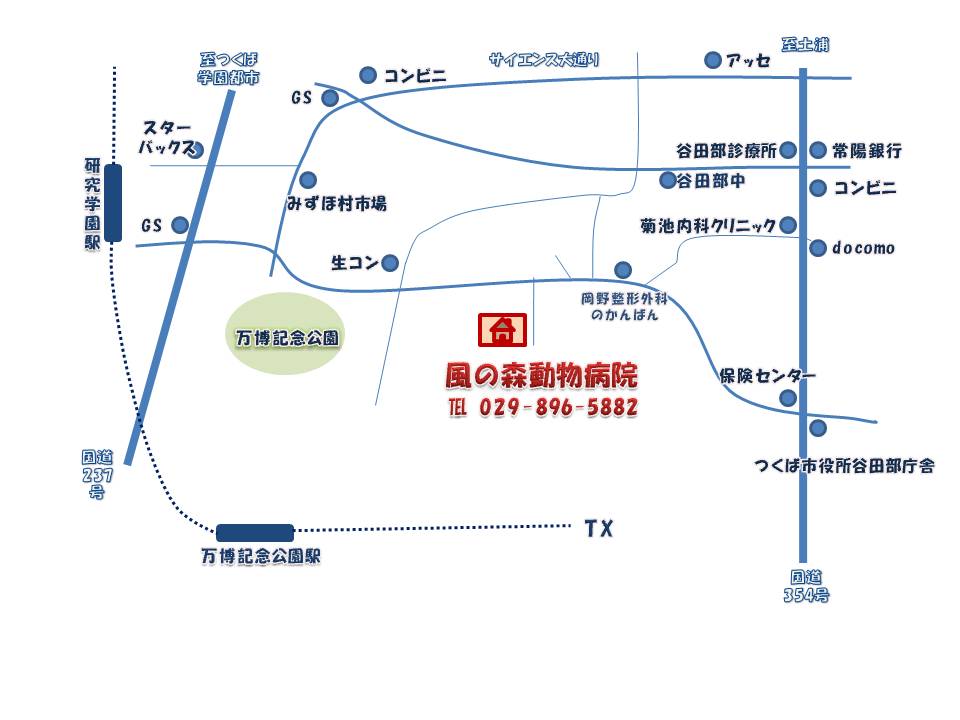 至つくば
学園都市
サイエンス大通り
至土浦
アッセ
コンビニ
GS
スター
バックス
谷田部診療所
常陽銀行
研究学園駅
谷田部中
コンビニ
みずほ村市場
GS
菊池内科クリニック
docomo
生コン
岡野整形外科
のかんばん
万博記念公園
風の森動物病院
TEL 029-896-5882
保険センター
国道
237
号
つくば市役所谷田部庁舎
TX
万博記念公園駅
国道
354号